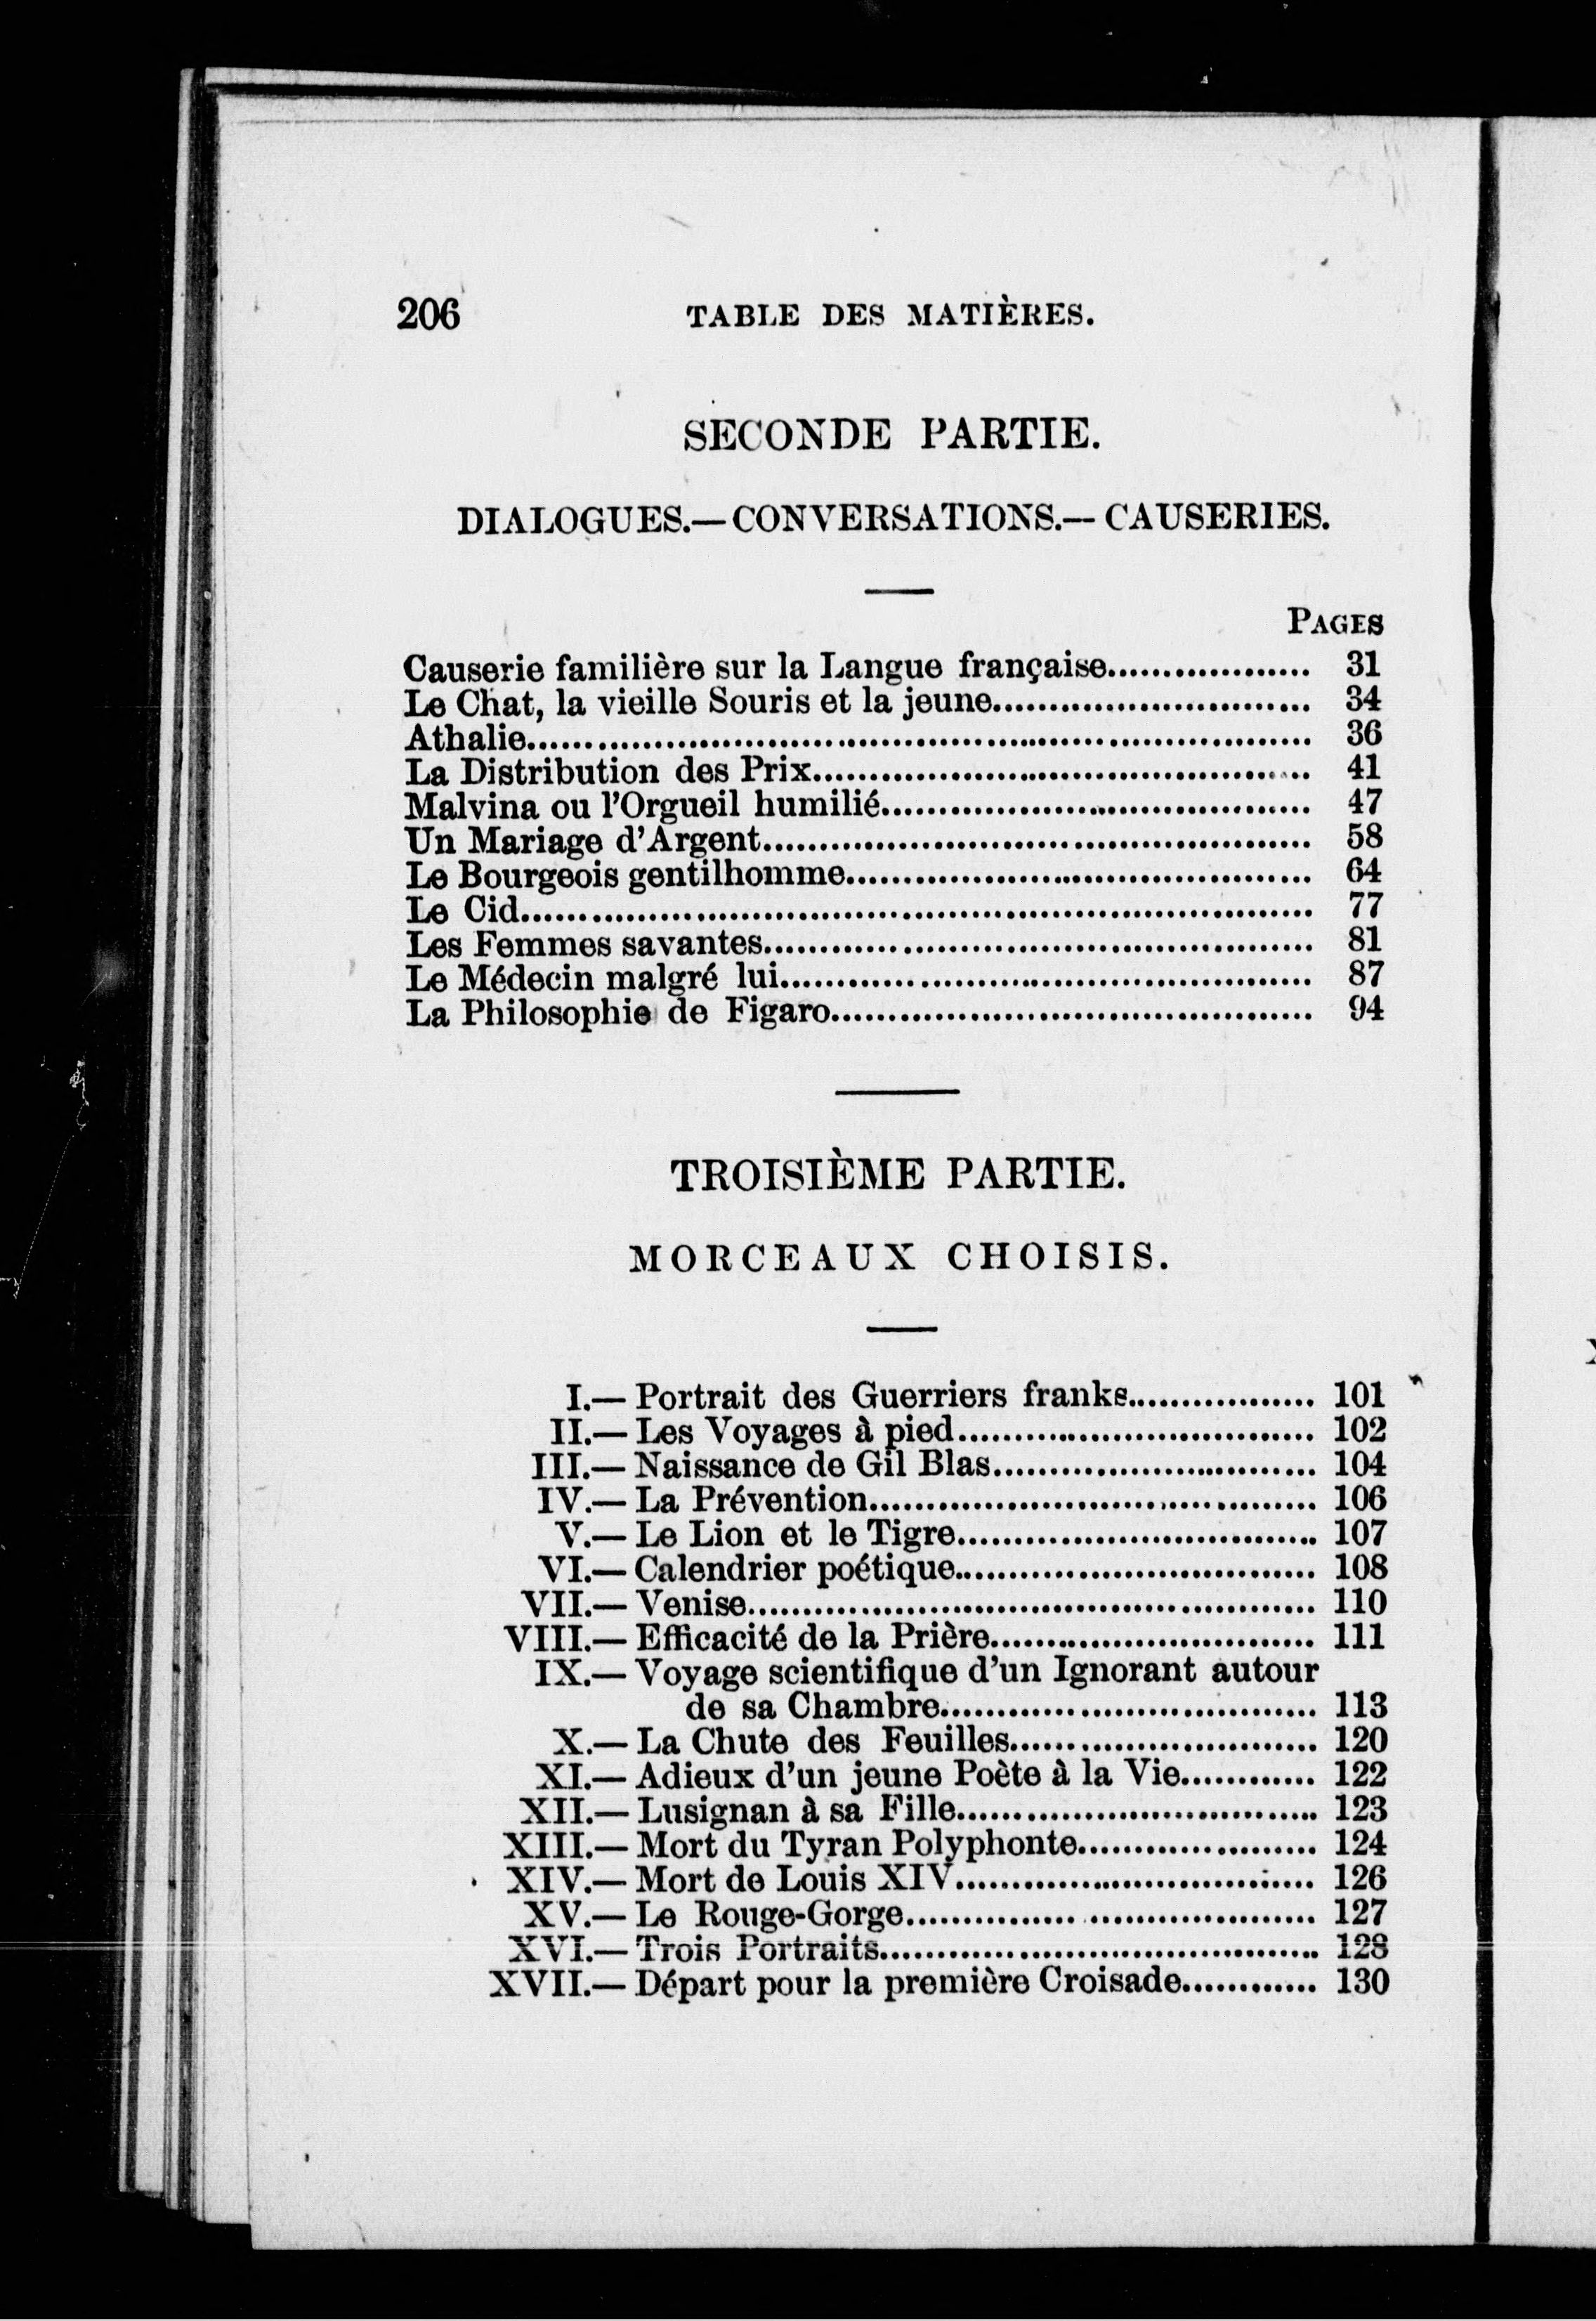 206 TABLE DES MATIÈRES.
SECONDE PARTIE.
DIALOGUES.—CONVERSATIONS.—CAUSERIES.
PAGES
Causerie familière sur la Langue française.................. 31
Le Chat, la vieille Souris et la jeune............................ 34
Athalie..................................................................... 36
La Distribution des Prix............................................ 41
Malvina ou l'Orgueil humilié...................................... 47
Un Mariage d'Argent................................................ 58
Le Bourgeois gentilhomme......................................... 64
Le Cid...................................................................... 77
Les Femmes savantes................................................ 81
Le Médecin malgré lui............................................... 87
La Philosophie de Figaro.......................................... 94
TROISIÈME PARTIE.
MORCEAUX CHOISIS.
I.— Portrait des Guerriers franks................. 101
II.— Les Voyages à pied................................ 102
III.— Naissance de Gil Blas............................. 104
IV.— La Prévention........................................ 106
V.— Le Lion et le Tigre................................ 107
VI.— Calendrier poétique................................ 108
VII.— Venise.................................................. 110
VIII.— Efficacité de la Prière............................. 111
IX.— Voyage scientifique d'un Ignorant autour
de sa Chambre................................. 113
X.— La Chute des Feuilles........................... 120
XI.— Adieux d'un jeune Poète à la Vie............ 122
XII.— Lusignan à sa Fille................................ 123
XIII.— Mort du Tyran Polyphonte..................... 124
XIV.— Mort de Louis XIV................................ 126
XV.— Le Rouge-Gorge.................................... 127
XVI.— Trois Portraits....................................... 128
XVII.— Départ pour la première Croisade............ 130